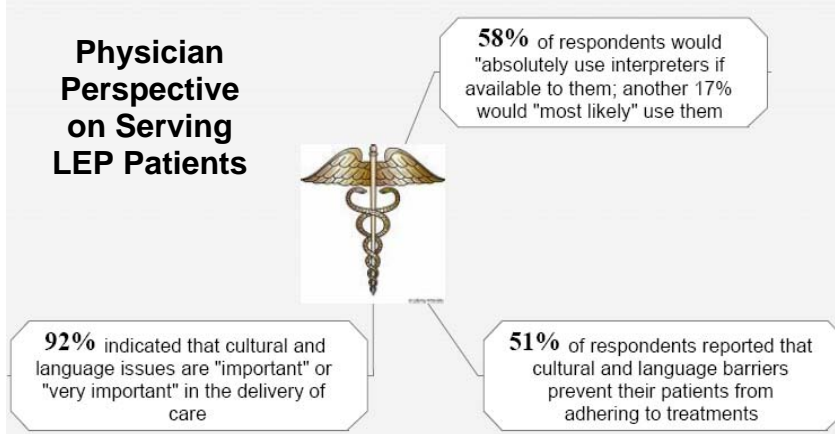 Physician
Perspective
on Serving
LEP Patients
58% of respondents would
"absolutely use interpreters if
available to them; another 17%
would "most likely" use them
92% indicated that cultural and
language issues are "important" or
"very important" in the delivery of
care
51% of respondents reported that
cultural and language barriers
prevent their patients from
adhering to treatments